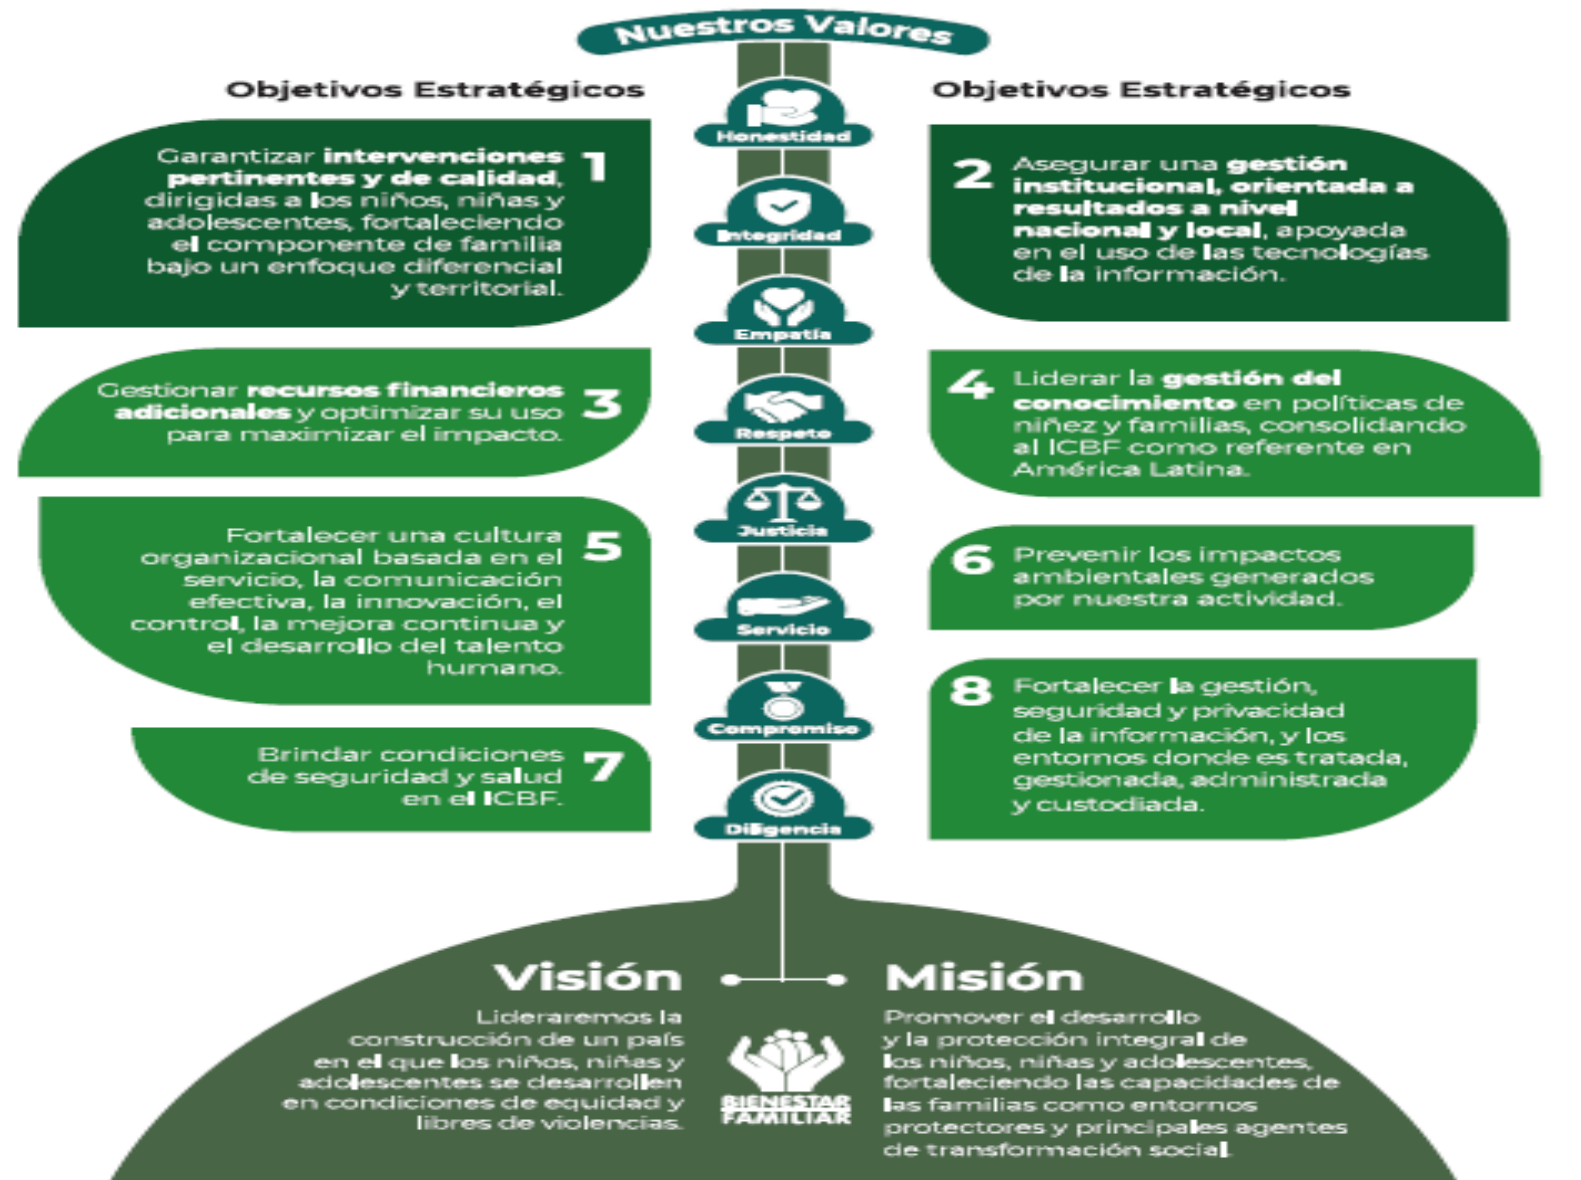 Nuestros Valores
Objetivos Estratégicos
Objetivos Estratégicos
1
Garantizar intervenciones
pertinentes y de calidad,
dirigidas a los niños, niñas y
adolescentes, fortaleciendo
el componente de familia
bajo un enfoque diferencial
y territorial.
2
Asegurar una gestión
institucional, orientada a
resultados a nivel
nacional y local, apoyada
en el uso de las tecnologías
de la información.
3
Gestionar recursos financieros
adicionales y optimizar su uso
para maximizar el impacto.
4
Liderar la gestión del
conocimiento en políticas de
niñez y familias, consolidando
al ICBF como referente en
América Latina.
5
Fortalecer una cultura
organizacional basada en el
servicio, la comunicación
efectiva, la innovación, el
control, la mejora continua y
el desarrollo del talento
humano.
6
Prevenir los impactos
ambientales generados
por nuestra actividad.
7
Brindar condiciones
de seguridad y salud
en el ICBF.
8
Fortalecer la gestión,
seguridad y privacidad
de la información, y los
entornos donde es tratada,
gestionada, administrada
y custodiada.
Honestidad
Integridad
Empatía
Respeto
Justicia
Servicio
Compromiso
Diligencia
Visión
Lideraremos la
construcción de un país
en el que los niños, niñas y
adolescentes se desarrollen
en condiciones de equidad y
libres de violencias.
BIENESTAR
FAMILIAR
Misión
Promover el desarrollo
y la protección integral de
los niños, niñas y adolescentes,
fortaleciendo las capacidades de
las familias como entornos
protectores y principales agentes
de transformación social.